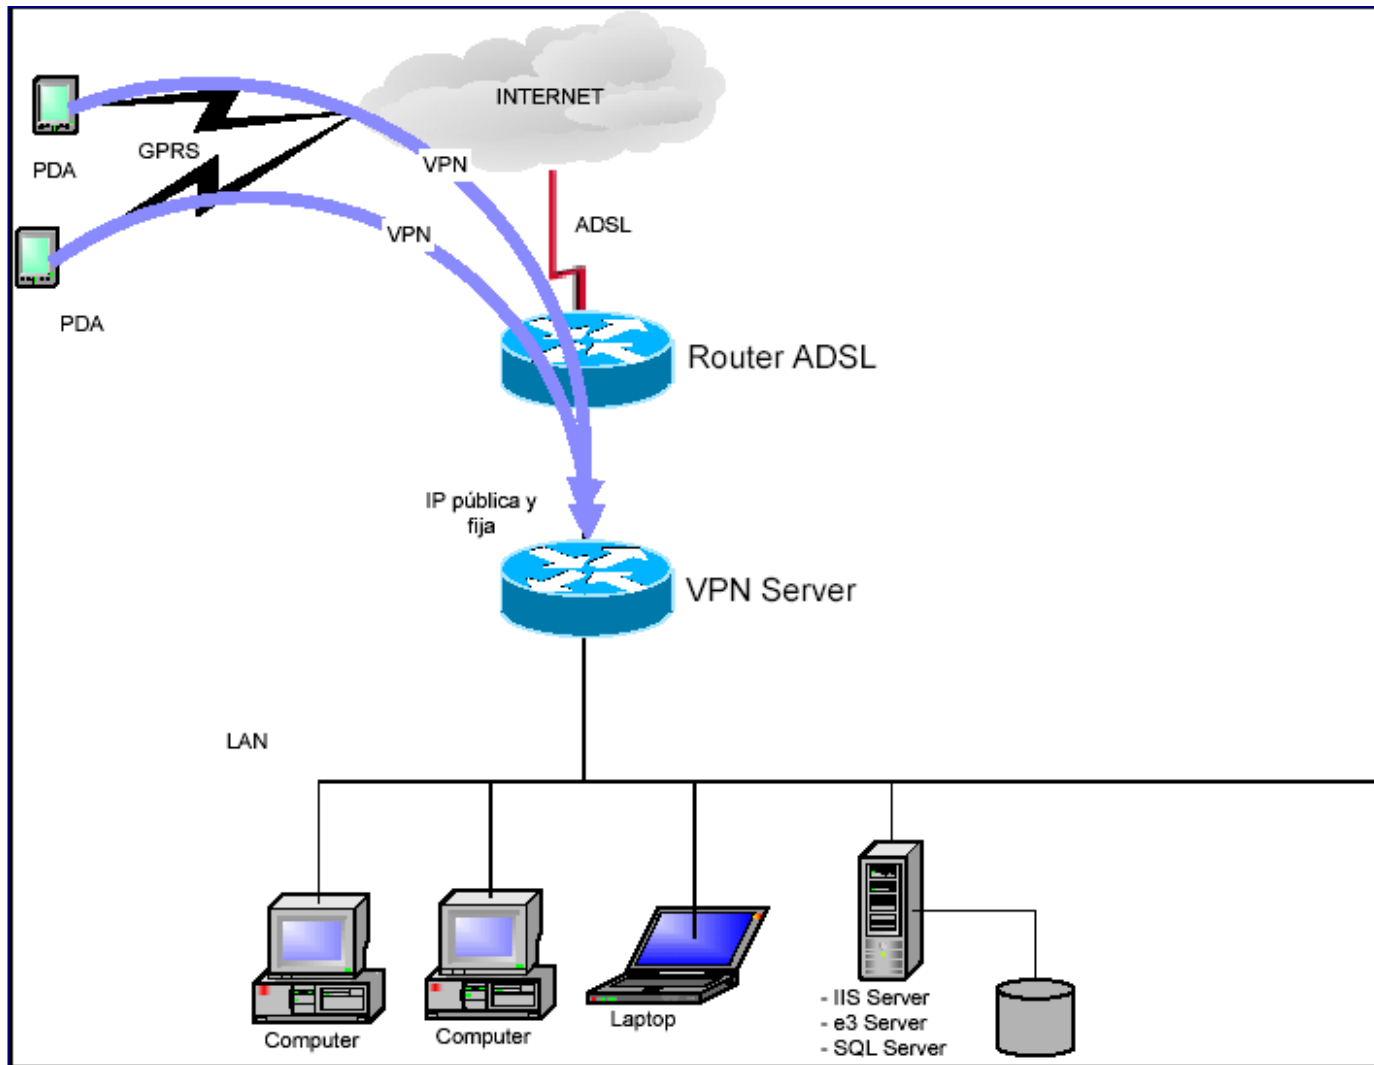 INTERNET
GPRS
VPN
PDA
ADSL
VPN
PDA
Router ADSL
IP pública y
fija
VPN Server
LAN
- IIS Server
- e3 Server
- SQL Server
Laptop
Computer
Computer